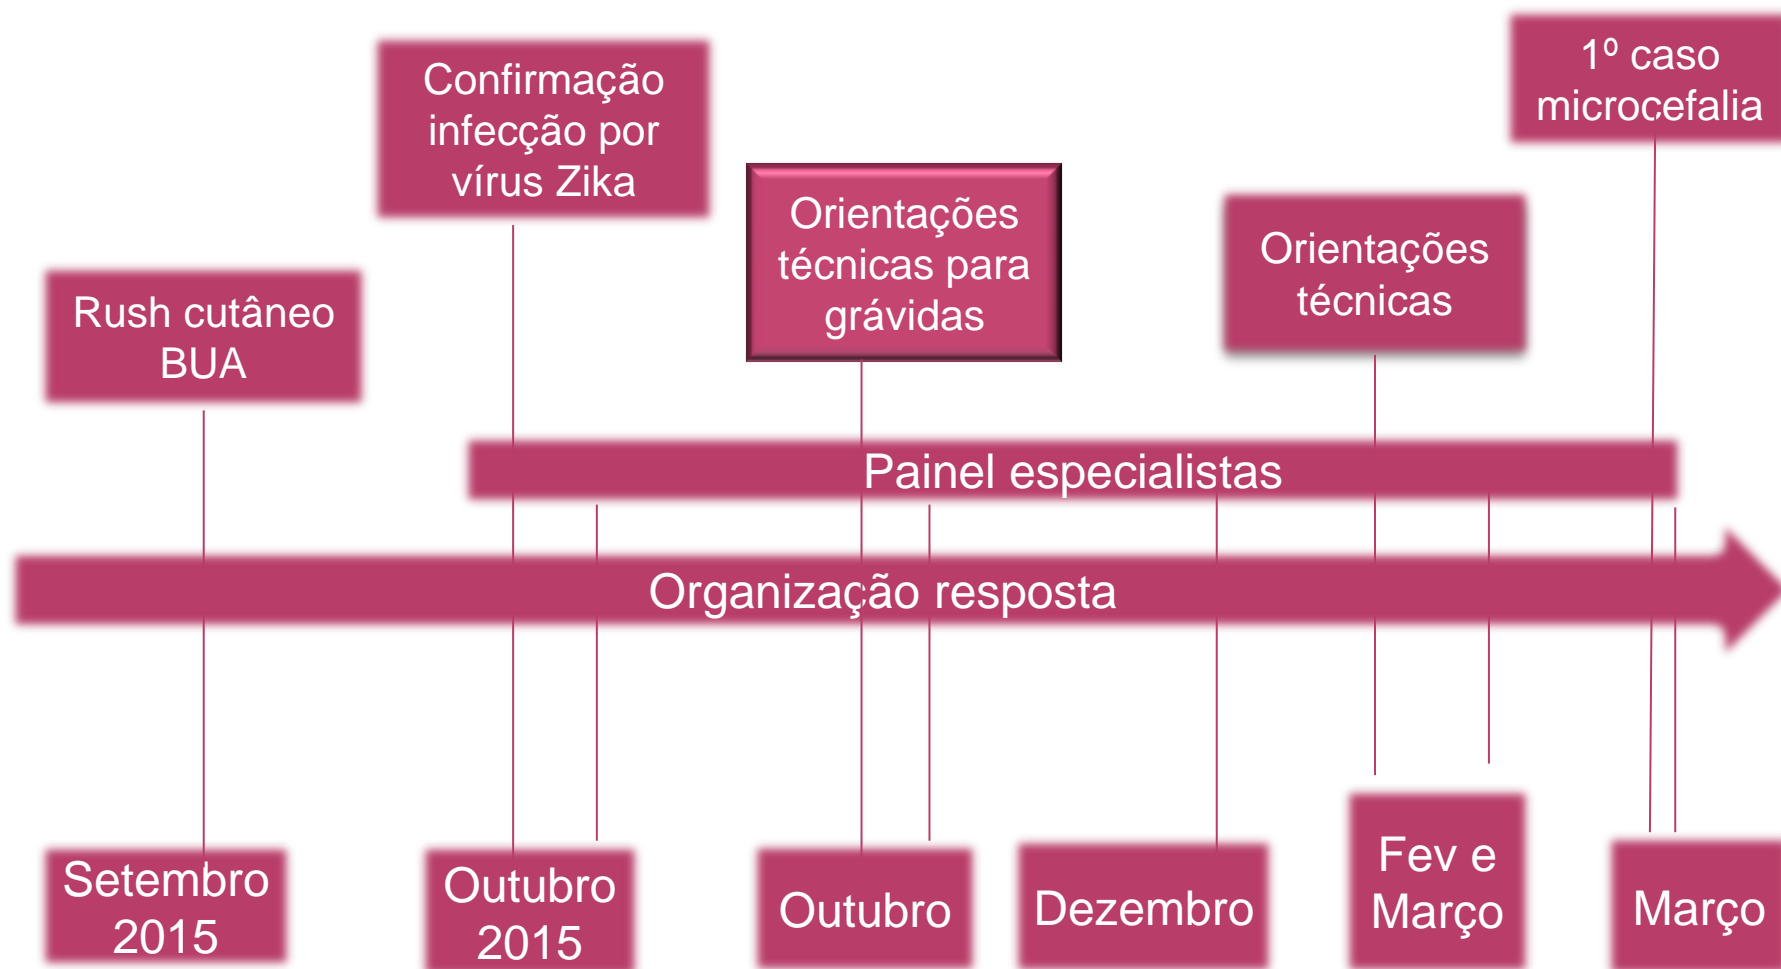 1º caso
microcefalia
Confirmação
infecção por
vírus Zika
Orientações
técnicas para
grávidas
Orientações
técnicas
Rush cutâneo
BUA
Painel especialistas
Organização resposta
Setembro
2015
Outubro
2015
Outubro
Dezembro
Fev e
Março
Março